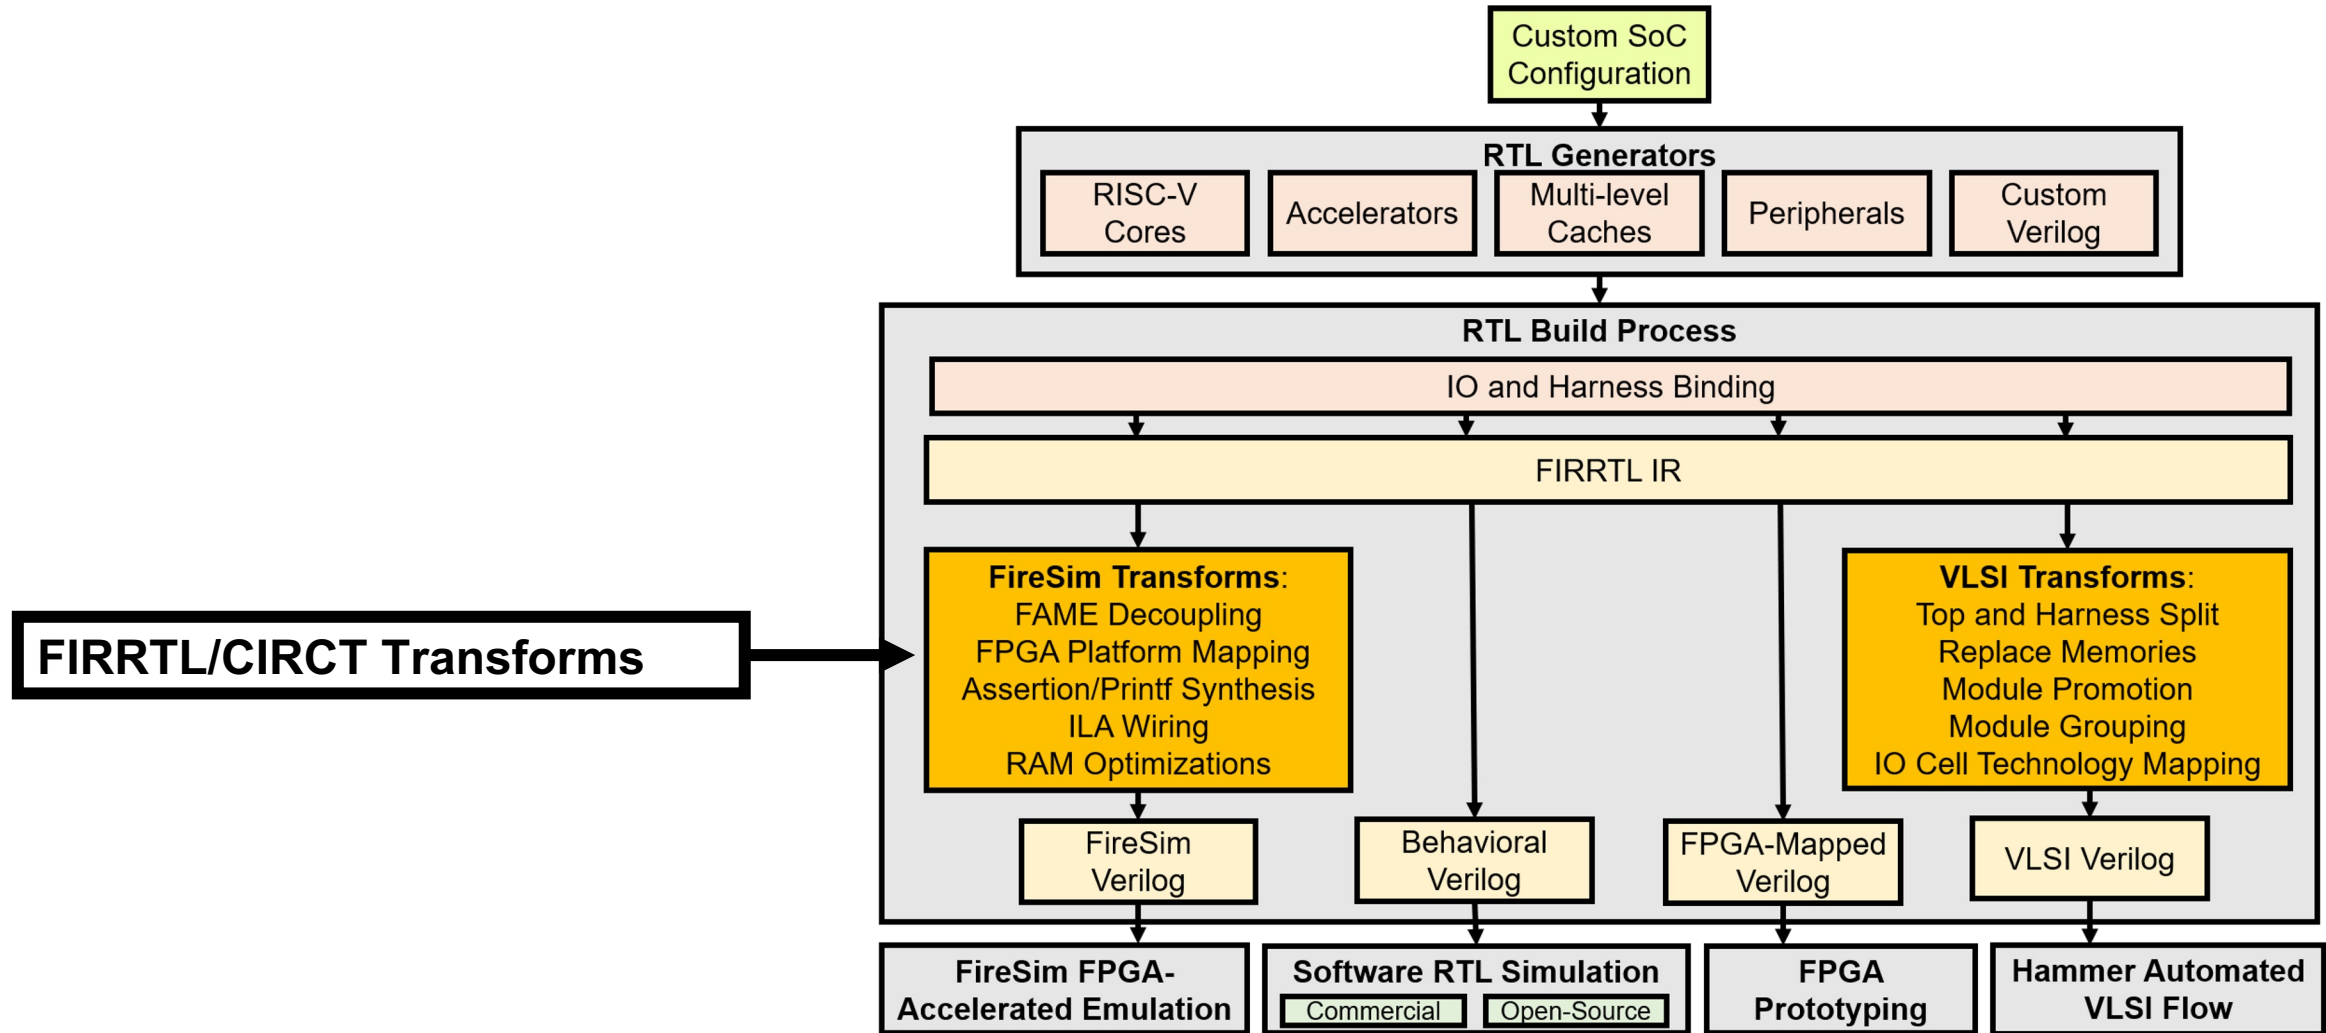 Custom SoC
Configuration
RTL Generators
RISC-V
Cores
Accelerators
Multi-level
Caches
Peripherals
Custom
Verilog
RTL Build Process
IO and Harness Binding
FIRRTL IR
FIRRTL/CIRCT Transforms
FireSim Transforms:
FAME Decoupling
FPGA Platform Mapping
Assertion/Printf Synthesis
ILA Wiring
RAM Optimizations
VLSI Transforms:
Top and Harness Split
Replace Memories
Module Promotion
Module Grouping
IO Cell Technology Mapping
FireSim
Verilog
Behavioral
Verilog
FPGA-Mapped
Verilog
VLSI Verilog
FireSim FPGA-
Accelerated Emulation
Software RTL Simulation
Commercial
Open-Source
FPGA
Prototyping
Hammer Automated
VLSI Flow